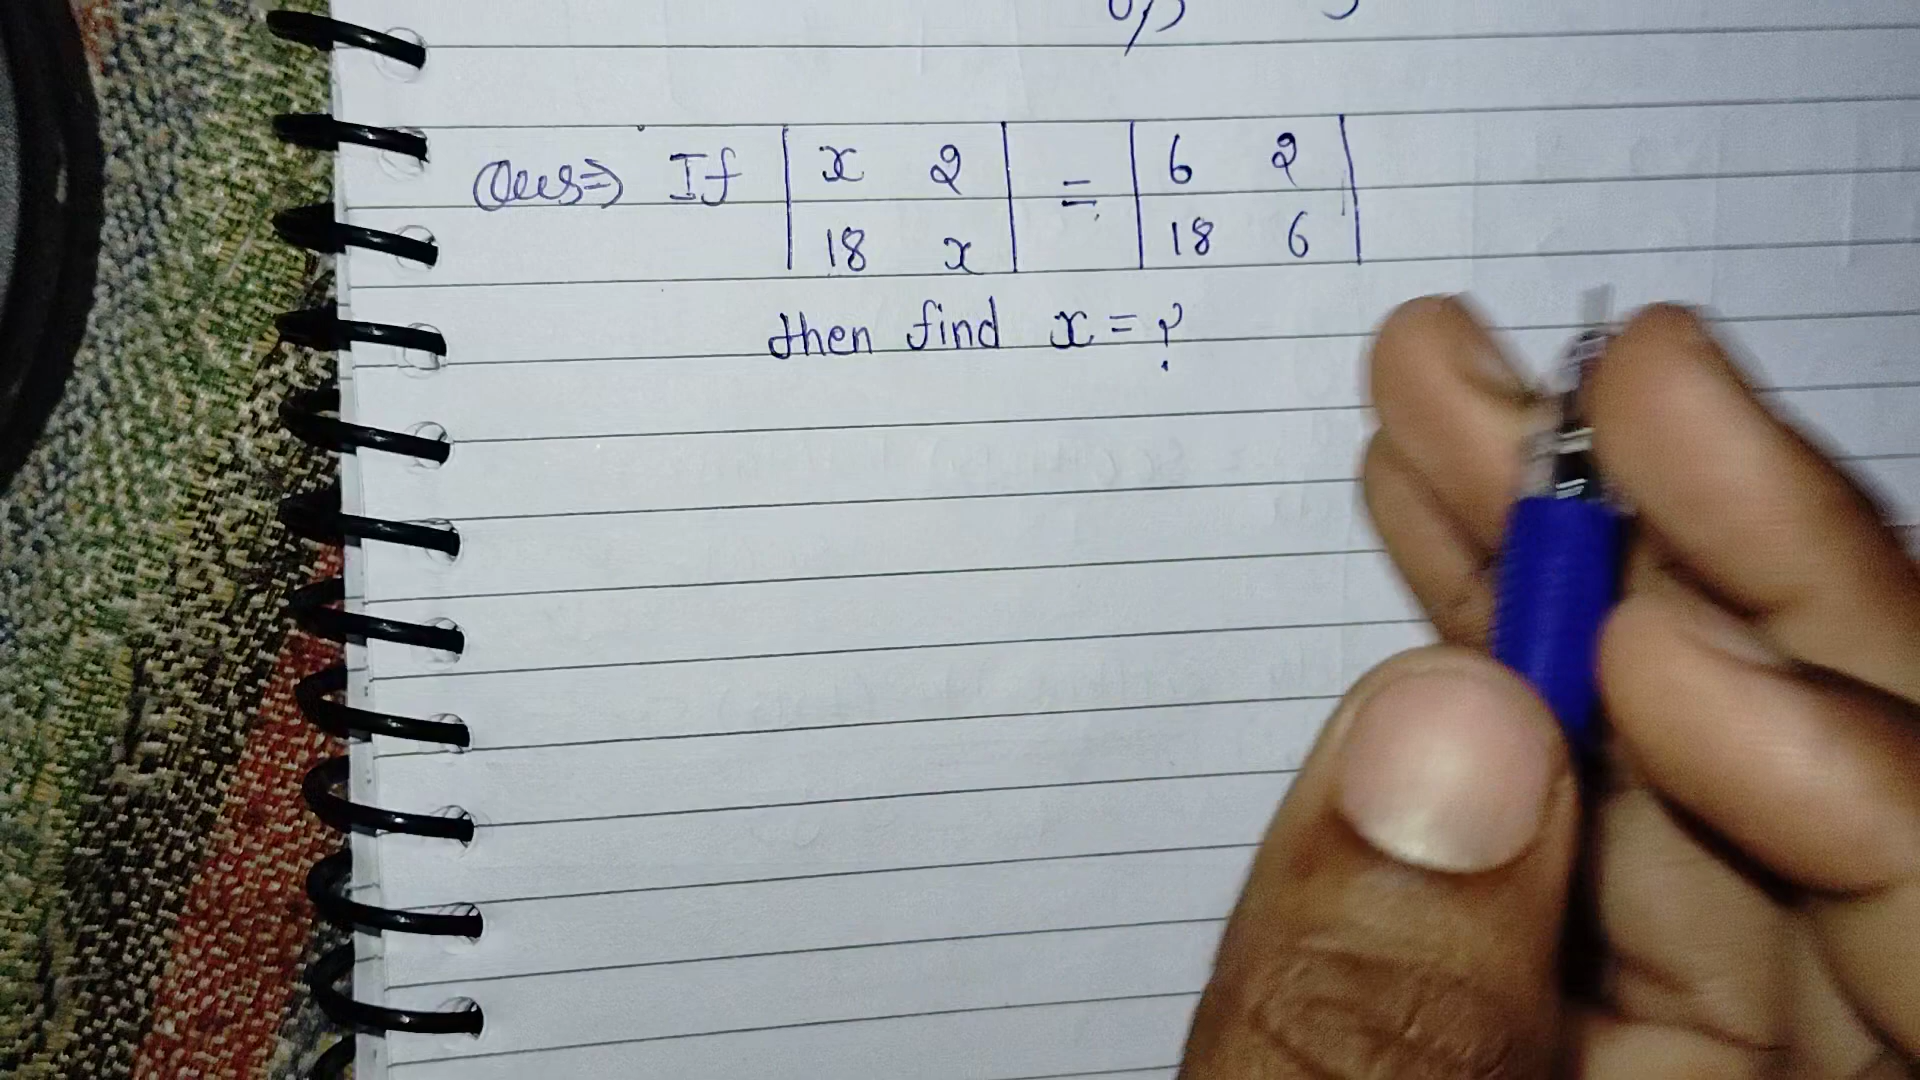 Ques⇒ If | x 2 | = | 6 2 |
| 18 x | | 18 6 |
then find x = ?